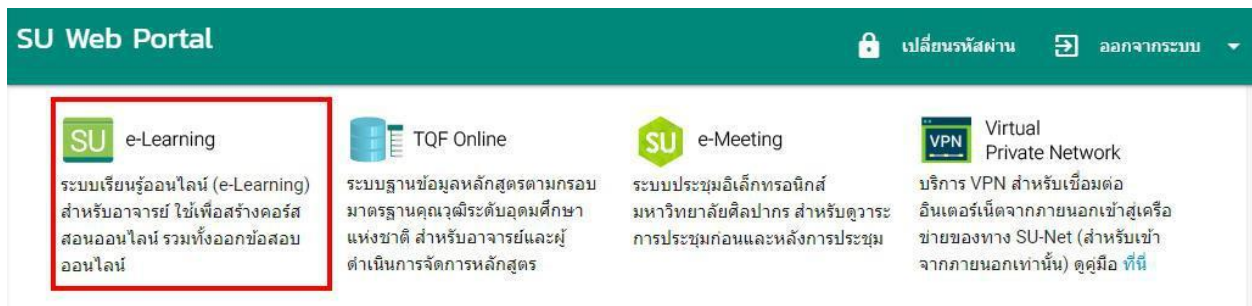 SU Web Portal
เปลี่ยนรหัสผ่าน
ออกจากระบบ
SU e-Learning
ระบบเรียนรู้ออนไลน์ (e-Learning)
สำหรับอาจารย์ ใช้เพื่อสร้างคอร์ส
สอนออนไลน์ รวมทั้งออกข้อสอบ
ออนไลน์
TQF Online
ระบบฐานข้อมูลหลักสูตรตามกรอบ
มาตรฐานคุณวุฒิระดับอุดมศึกษา
แห่งชาติ สำหรับอาจารย์และผู้
ดำเนินการจัดการหลักสูตร
SU e-Meeting
ระบบประชุมอิเล็กทรอนิกส์
มหาวิทยาลัยศิลปากร สำหรับดูวาระ
การประชุมก่อนและหลังการประชุม
VPN
Virtual
Private Network
บริการ VPN สำหรับเชื่อมต่อ
อินเตอร์เน็ตจากภายนอกเข้าสู่เครือ
ข่ายของทาง SU-Net (สำหรับเข้า
จากภายนอกเท่านั้น) ดูคู่มือ ที่นี่